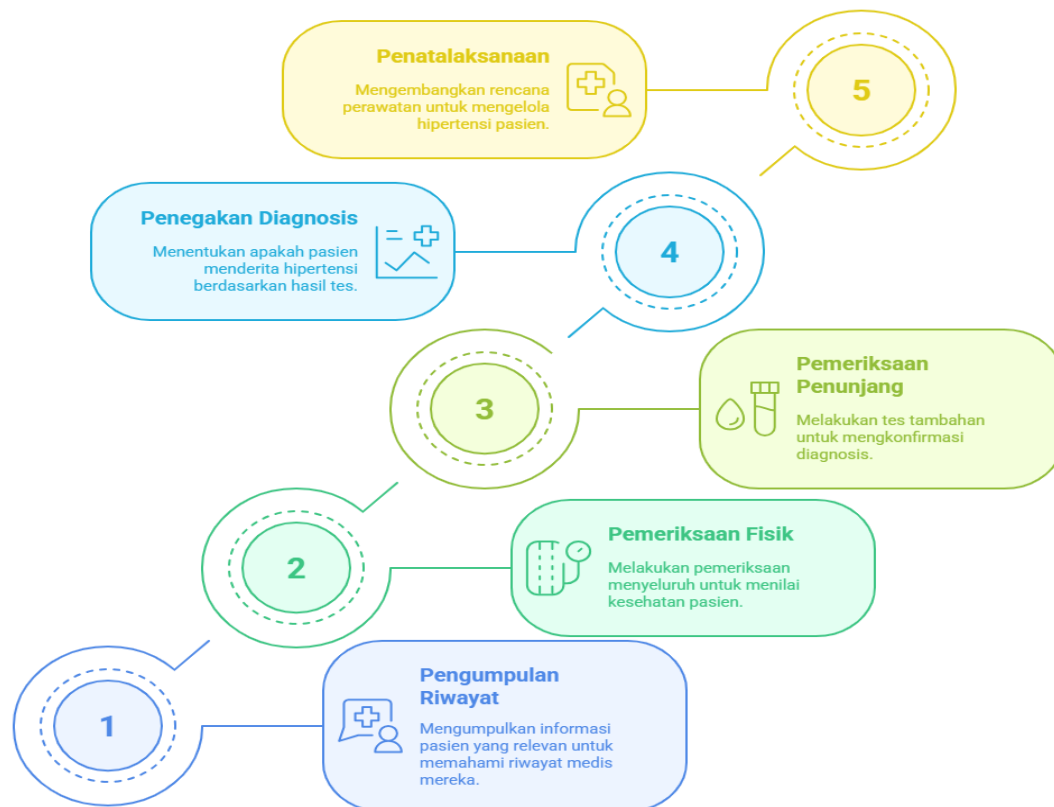 Penatalaksanaan
Mengembangkan rencana
perawatan untuk mengelola
hipertensi pasien.
5
Penegakan Diagnosis
Menentukan apakah pasien
menderita hipertensi
berdasarkan hasil tes.
4
3
Pemeriksaan
Penunjang
Melakukan tes tambahan
untuk mengkonfirmasi
diagnosis.
2
Pemeriksaan Fisik
Melakukan pemeriksaan
menyeluruh untuk menilai
kesehatan pasien.
1
Pengumpulan
Riwayat
Mengumpulkan informasi
pasien yang relevan untuk
memahami riwayat medis
mereka.